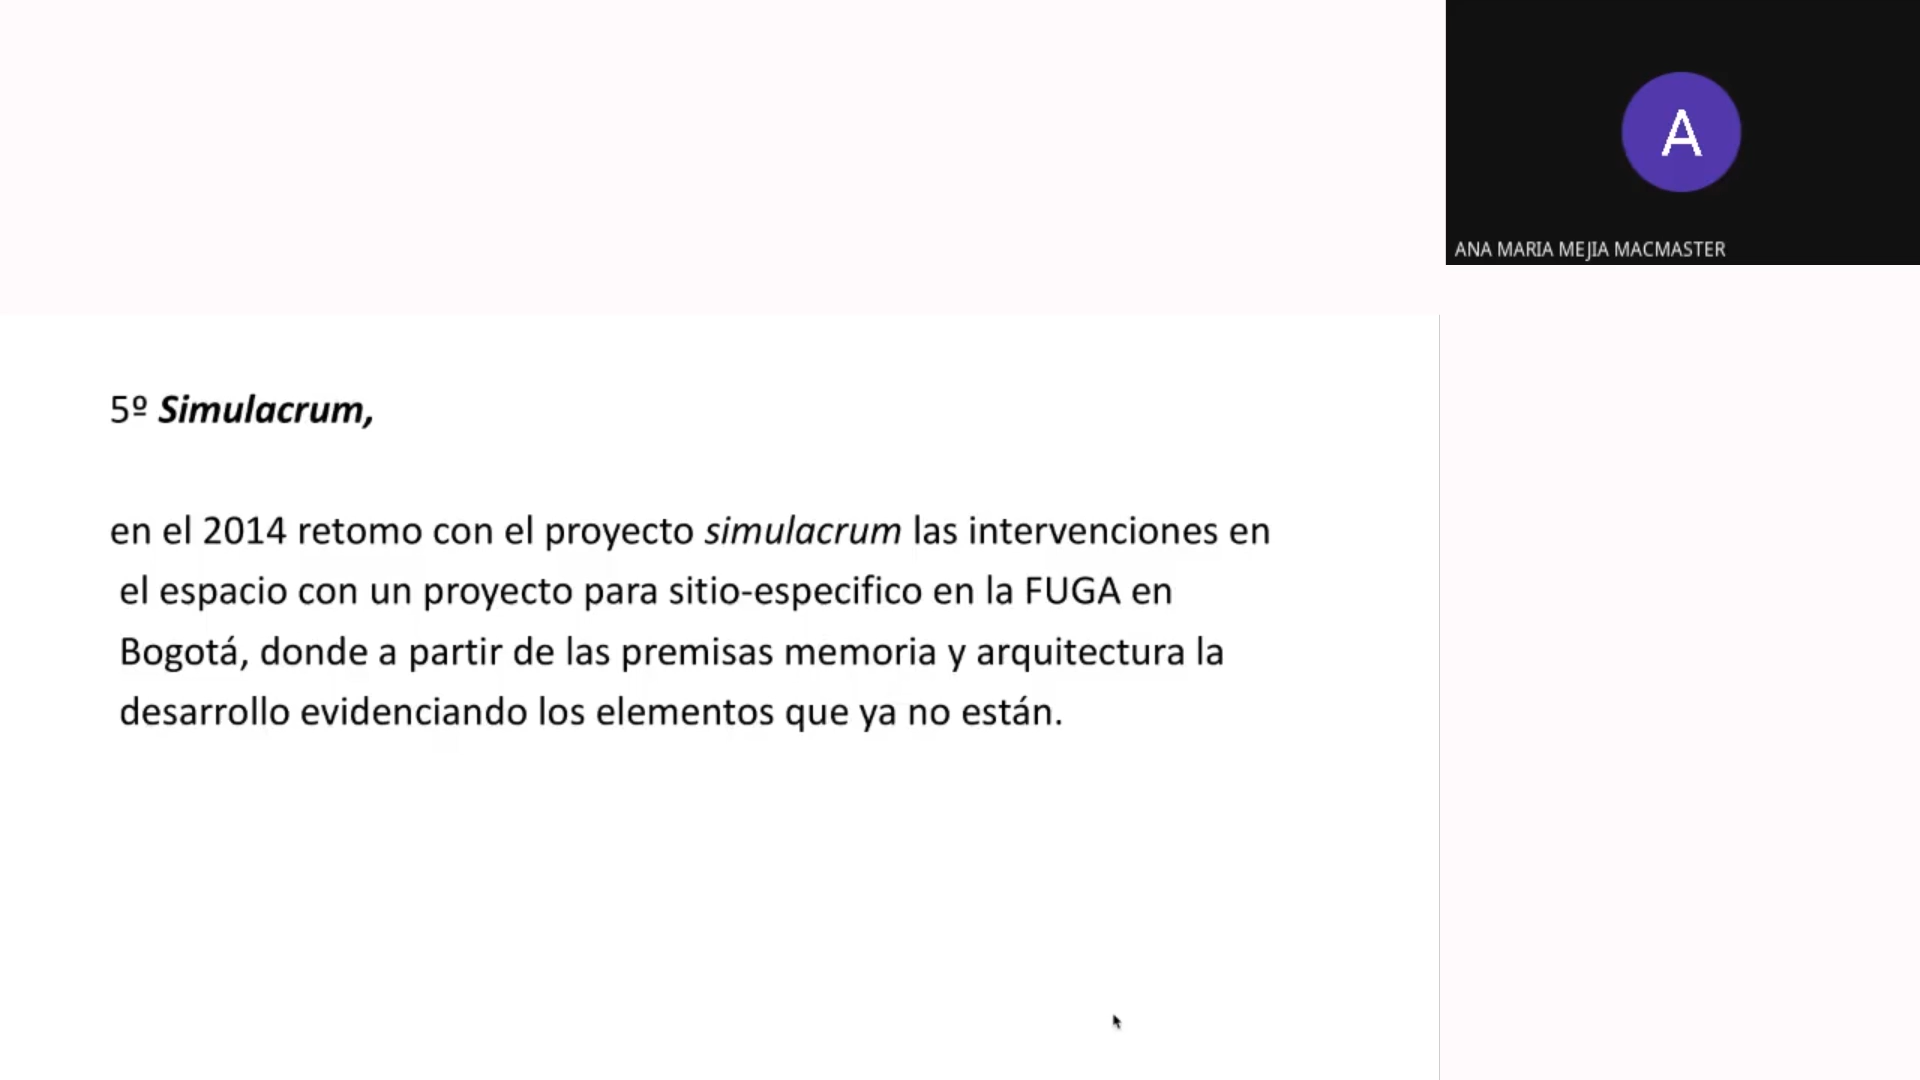 A
ANA MARIA MEJIA MACMASTER
5º Simulacrum,
en el 2014 retomo con el proyecto simulacrum las intervenciones en
el espacio con un proyecto para sitio-especifico en la FUGA en
Bogotá, donde a partir de las premisas memoria y arquitectura la
desarrollo evidenciando los elementos que ya no están.